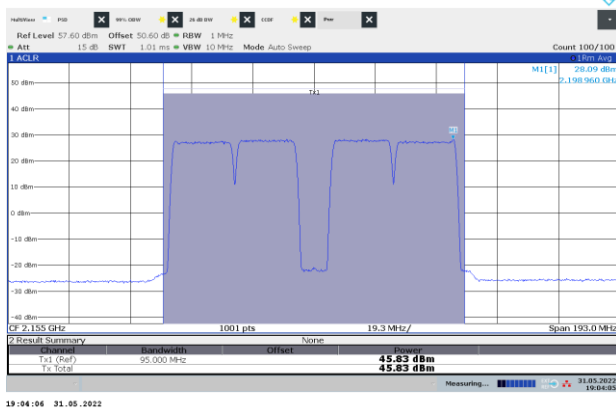 MultiView PSD 99% OBW 26 dB BW CCDF Pwr
Ref Level 57.60 dBm Offset 50.60 dB RBW 1 MHz
Att 15 dB SWT 1.01 ms VBW 10 MHz Mode Auto Sweep Count 100/100
1 ACLR 1Rm Avg
M1[1] 28.09 dBm
2.198960 GHz
Tx1
50 dBm
40 dBm
M1
30 dBm
20 dBm
10 dBm
0 dBm
-10 dBm
-20 dBm
-30 dBm
-40 dBm
CF 2.155 GHz 1001 pts 19.3 MHz/ Span 193.0 MHz
2 Result Summary None
Channel Bandwidth Offset Power
Tx1 (Ref) 95.000 MHz 45.83 dBm
Tx Total 45.83 dBm
Measuring... 31.05.2022
19:04:05
19:04:06 31.05.2022